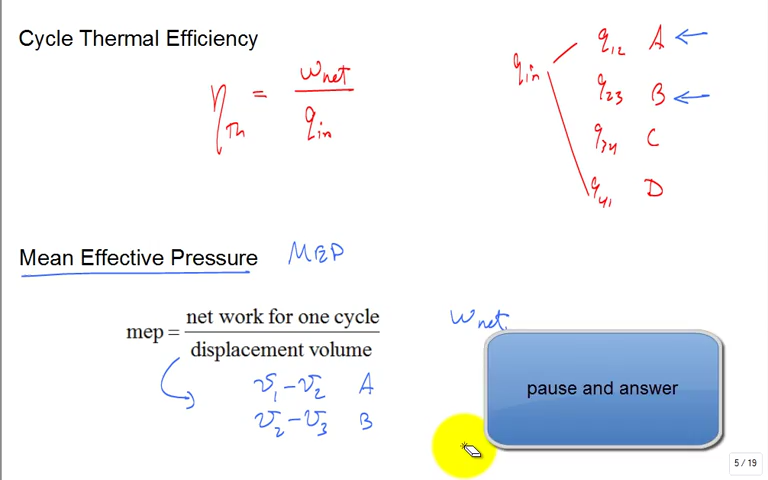 Cycle Thermal Efficiency
η_Th = w_net / q_in
q_in
q_12 A ←
q_23 B ←
q_34 C
q_41 D
Mean Effective Pressure MEP
mep = net work for one cycle / displacement volume
v_1 - v_2 A
v_2 - v_3 B
w_net
pause and answer
5 / 19